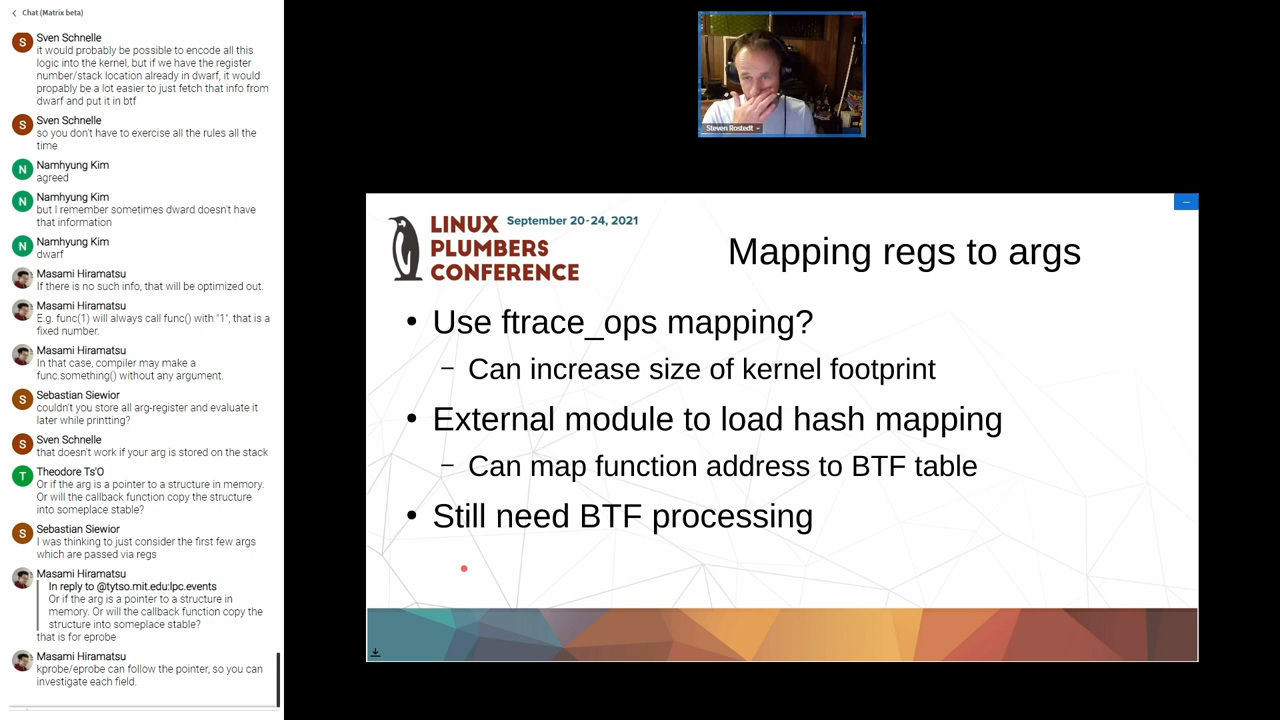 Chat (Matrix beta)
S
Sven Schnelle
it would probably be possible to encode all this
logic into the kernel, but if we have the register
number/stack location already in dwarf, it would
propably be a lot easier to just fetch that info from
dwarf and put it in btf
S
Sven Schnelle
so you don't have to exercise all the rules all the
time
N
Namhyung Kim
agreed
N
Namhyung Kim
but I remember sometimes dward doesn't have
that information
N
Namhyung Kim
dwarf
Masami Hiramatsu
If there is no such info, that will be optimized out.
Masami Hiramatsu
E.g. func(1) will always call func() with "1", that is a
fixed number.
Masami Hiramatsu
In that case, compiler may make a
func.something() without any argument.
S
Sebastian Siewior
couldn't you store all arg-register and evaluate it
later while printting?
S
Sven Schnelle
that doesn't work if your arg is stored on the stack
T
Theodore Ts'O
Or if the arg is a pointer to a structure in memory.
Or will the callback function copy the structure
into someplace stable?
S
Sebastian Siewior
I was thinking to just consider the first few args
which are passed via regs
Masami Hiramatsu
In reply to @tytso.mit.edu:lpc.events
Or if the arg is a pointer to a structure in
memory. Or will the callback function copy the
structure into someplace stable?
that is for eprobe
Masami Hiramatsu
kprobe/eprobe can follow the pointer, so you can
investigate each field.
Steven Rostedt
LINUX
PLUMBERS
CONFERENCE
September 20-24, 2021
Mapping regs to args
• Use ftrace_ops mapping?
– Can increase size of kernel footprint
• External module to load hash mapping
– Can map function address to BTF table
• Still need BTF processing